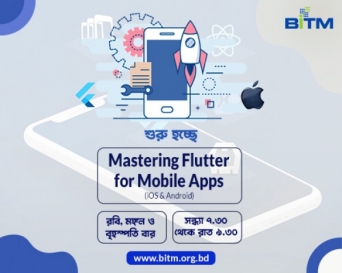 BITM
শুরু হচ্ছে
Mastering Flutter
for Mobile Apps
(iOS & Android)
রবি, মঙ্গল ও
বৃহস্পতি বার
সন্ধ্যা ৭.৩০
থেকে রাত ৯.৩০
www.bitm.org.bd